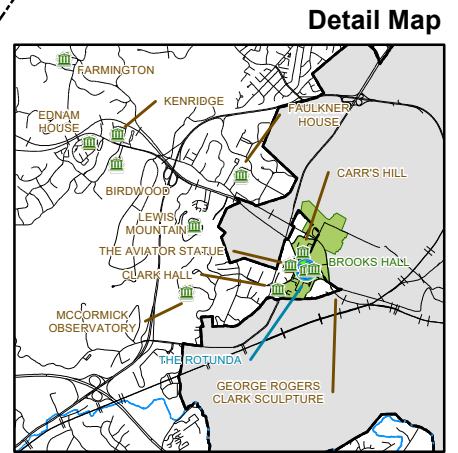 Detail Map
FARMINGTON
KENRIDGE
EDNAM
HOUSE
FAULKNER
HOUSE
CARR'S HILL
BIRDWOOD
LEWIS
MOUNTAIN
THE AVIATOR STATUE
BROOKS HALL
CLARK HALL
MCCORMICK
OBSERVATORY
THE ROTUNDA
GEORGE ROGERS
CLARK SCULPTURE